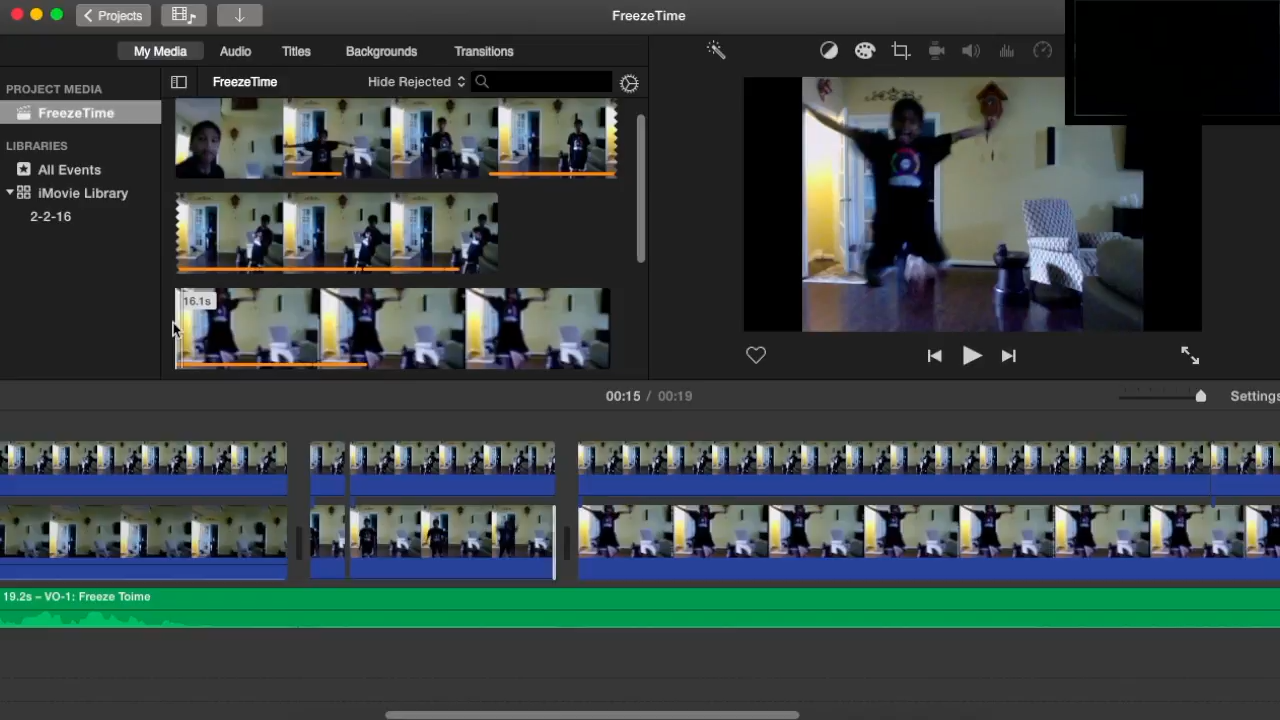 Projects
FreezeTime
My Media Audio Titles Backgrounds Transitions
PROJECT MEDIA
FreezeTime
Hide Rejected
FreezeTime
LIBRARIES
All Events
iMovie Library
2-2-16
16.1s
00:15 / 00:19
Settings
19.2s – VO-1: Freeze Toime